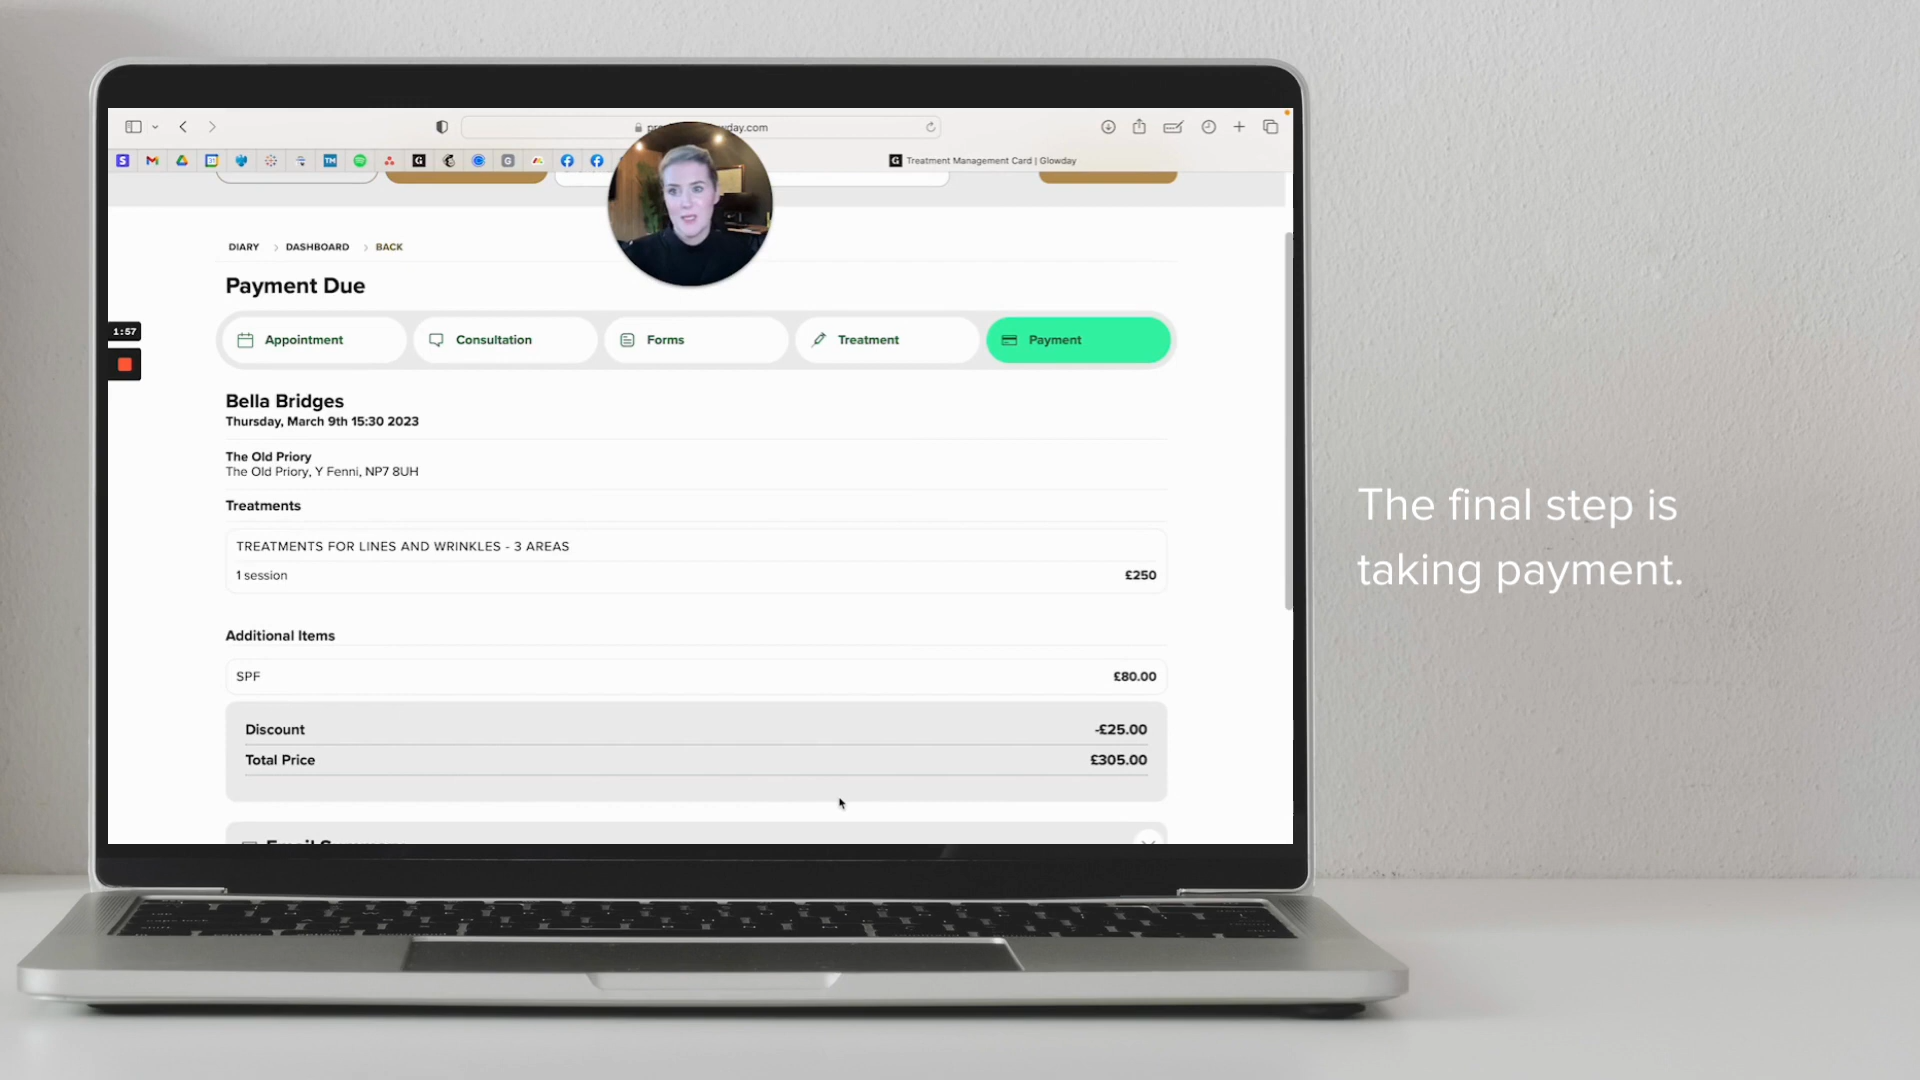 day.com
TM
G
G
Treatment Management Card | Glowday
DIARY > DASHBOARD > BACK
Payment Due
1:57
Appointment
Consultation
Forms
Treatment
Payment
Bella Bridges
Thursday, March 9th 15:30 2023
The Old Priory
The Old Priory, Y Fenni, NP7 8UH
Treatments
TREATMENTS FOR LINES AND WRINKLES - 3 AREAS
1 session £250
Additional Items
SPF £80.00
Discount -£25.00
Total Price £305.00
The final step is
taking payment.